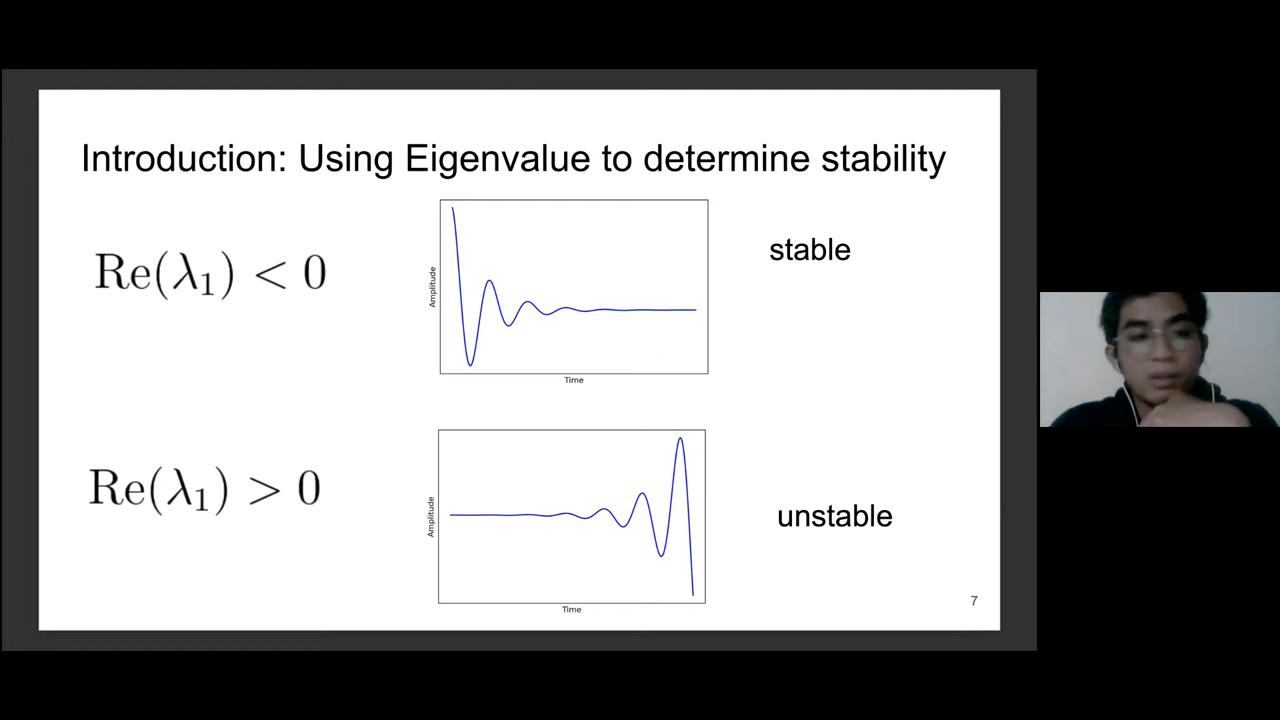 Introduction: Using Eigenvalue to determine stability
Re(λ₁) < 0
Amplitude
Time
stable
Re(λ₁) > 0
Amplitude
Time
unstable
7